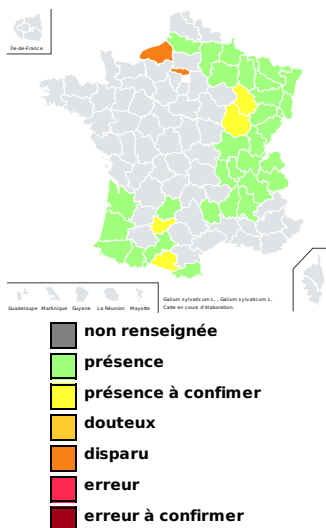 Île-de-France
Guadeloupe Martinique Guyane La Réunion Mayotte
Galium sylvaticum L. , Galium sylvaticum L.
Carte en cours d'élaboration.
non renseignée
présence
présence à confimer
douteux
disparu
erreur
erreur à confirmer